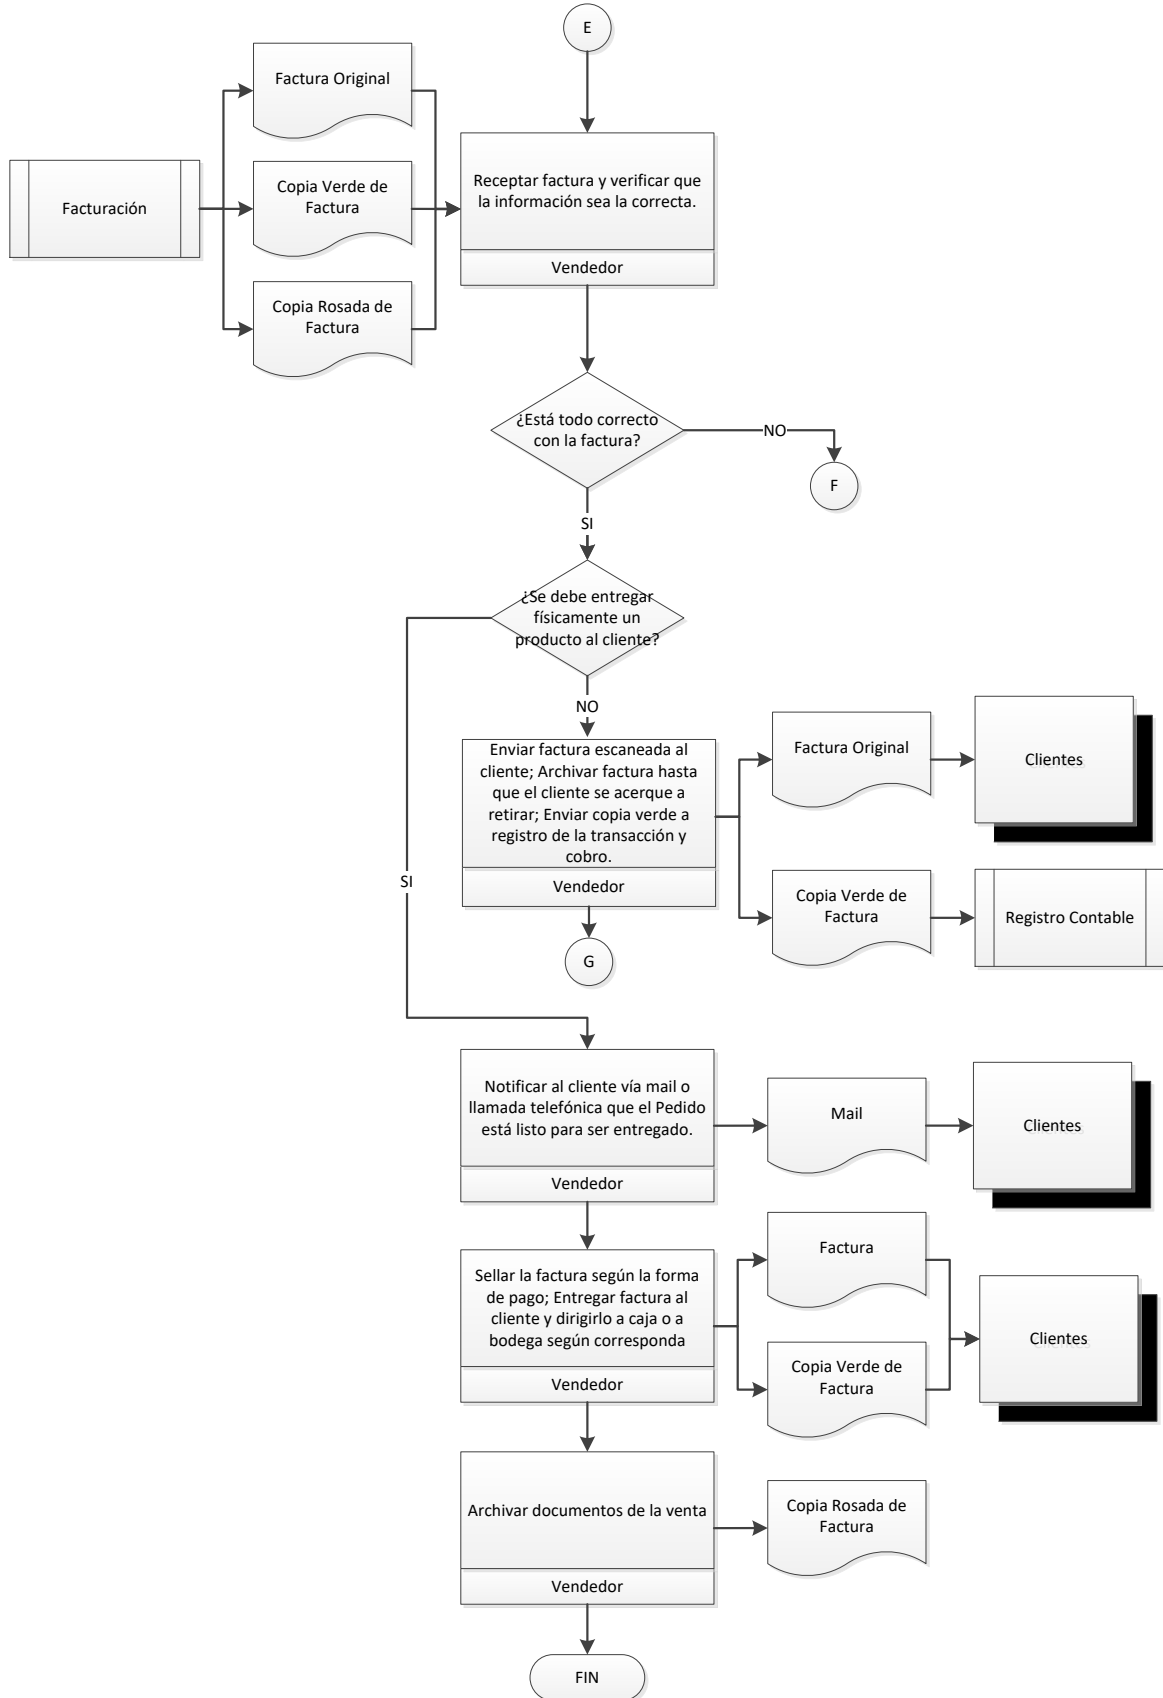 E
Factura Original
Facturación
Copia Verde de
Factura
Copia Rosada de
Factura
Receptar factura y verificar que
la información sea la correcta.
Vendedor
¿Está todo correcto
con la factura?
NO
F
SI
¿Se debe entregar
físicamente un
producto al cliente?
NO
SI
Enviar factura escaneada al
cliente; Archivar factura hasta
que el cliente se acerque a
retirar; Enviar copia verde a
registro de la transacción y
cobro.
Vendedor
Factura Original
Clientes
Copia Verde de
Factura
Registro Contable
G
Notificar al cliente vía mail o
llamada telefónica que el Pedido
está listo para ser entregado.
Vendedor
Mail
Clientes
Sellar la factura según la forma
de pago; Entregar factura al
cliente y dirigirlo a caja o a
bodega según corresponda
Vendedor
Factura
Copia Verde de
Factura
Clientes
Archivar documentos de la venta
Vendedor
Copia Rosada de
Factura
FIN